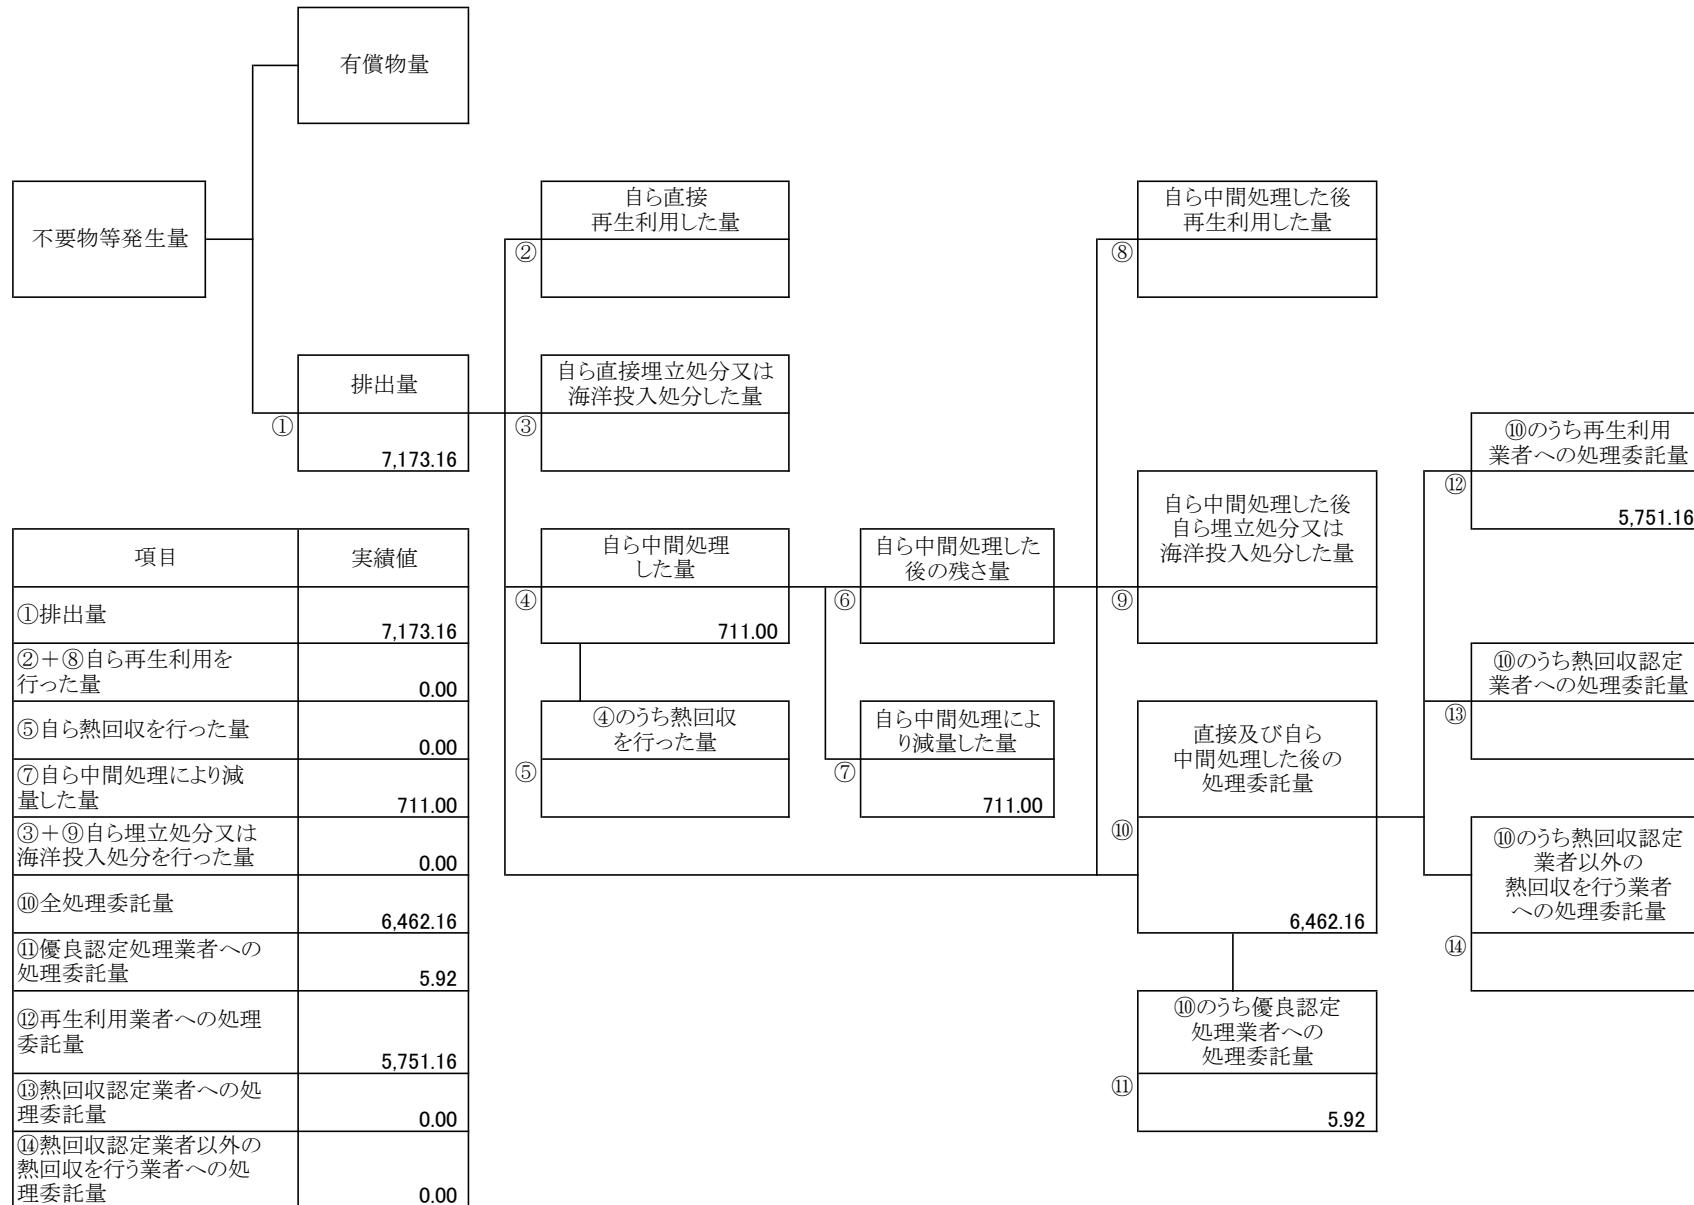 有償物量
不要物等発生量
自ら直接
再生利用した量
②
自ら中間処理した後
再生利用した量
⑧
排出量
①
7,173.16
自ら直接埋立処分又は
海洋投入処分した量
③
⑩のうち再生利用
業者への処理委託量
⑫
5,751.16
自ら中間処理
した量
④
711.00
自ら中間処理した
後の残さ量
⑥
自ら中間処理した後
自ら埋立処分又は
海洋投入処分した量
⑨
④のうち熱回収
を行った量
⑤
自ら中間処理によ
り減量した量
⑦
711.00
直接及び自ら
中間処理した後の
処理委託量
⑩
6,462.16
⑩のうち熱回収認定
業者への処理委託量
⑬
⑩のうち熱回収認定
業者以外の
熱回収を行う業者
への処理委託量
⑭
⑩のうち優良認定
処理業者への
処理委託量
⑪
5.92
項目 実績値
①排出量
7,173.16
②＋⑧自ら再生利用を
行った量
0.00
⑤自ら熱回収を行った量
0.00
⑦自ら中間処理により減
量した量
711.00
③＋⑨自ら埋立処分又は
海洋投入処分を行った量
0.00
⑩全処理委託量
6,462.16
⑪優良認定処理業者への
処理委託量
5.92
⑫再生利用業者への処理
委託量
5,751.16
⑬熱回収認定業者への処
理委託量
0.00
⑭熱回収認定業者以外の
熱回収を行う業者への処
理委託量
0.00